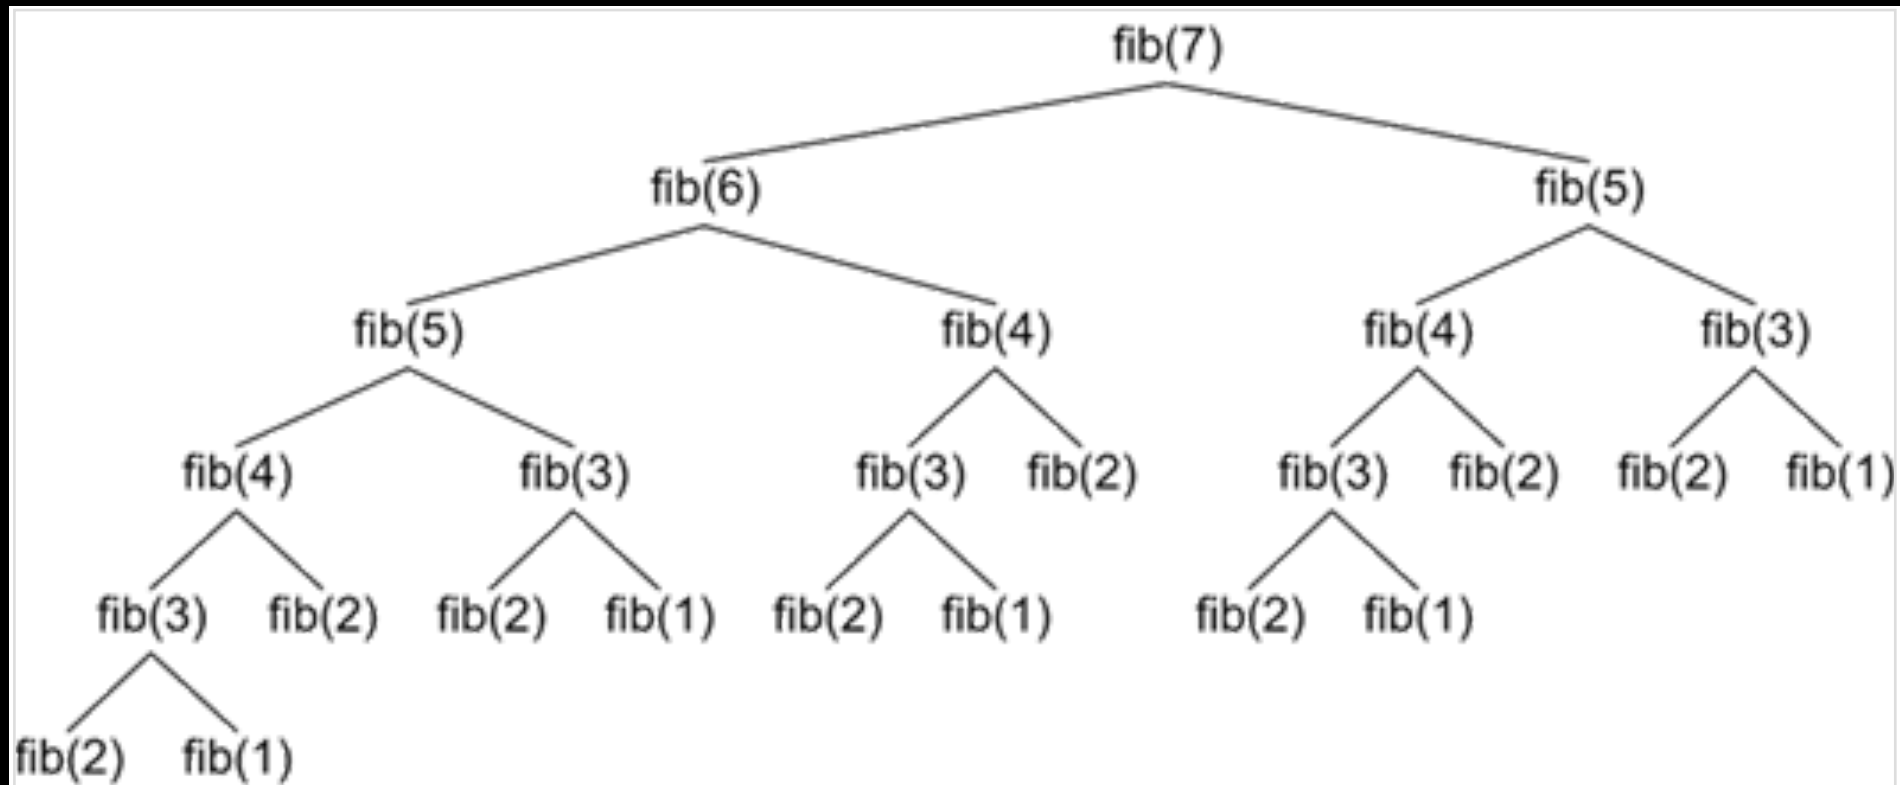 fib(7)
fib(6) fib(5)
fib(5) fib(4) fib(4) fib(3)
fib(4) fib(3) fib(3) fib(2) fib(3) fib(2) fib(2) fib(1)
fib(3) fib(2) fib(2) fib(1) fib(2) fib(1) fib(2) fib(1)
fib(2) fib(1)